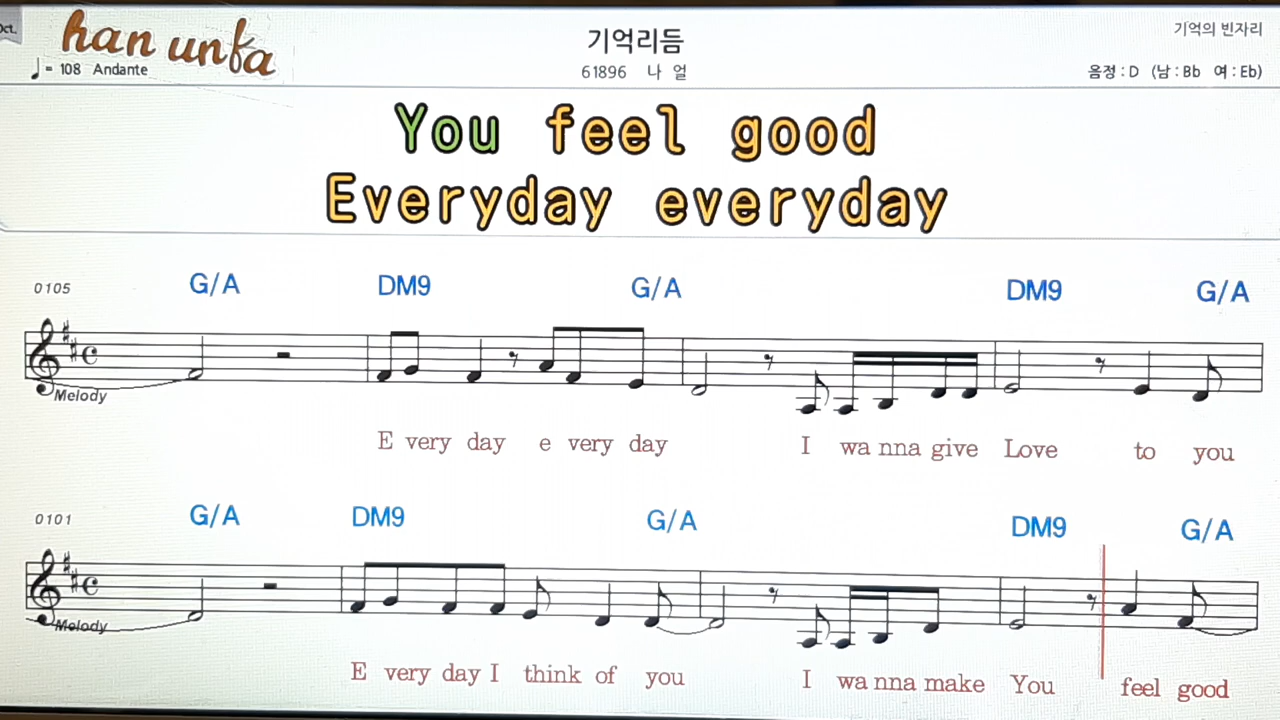 Oct.
han unfa
기억리듬
기억의 빈자리
♩= 108 Andante
61896 나 얼
음정 : D (남 : Bb 여 : Eb)
You feel good
Everyday everyday
0105 G/A DM9 G/A DM9 G/A
Melody
E very day e very day I wa nna give Love to you
0101 G/A DM9 G/A DM9 G/A
Melody
E very day I think of you I wa nna make You feel good